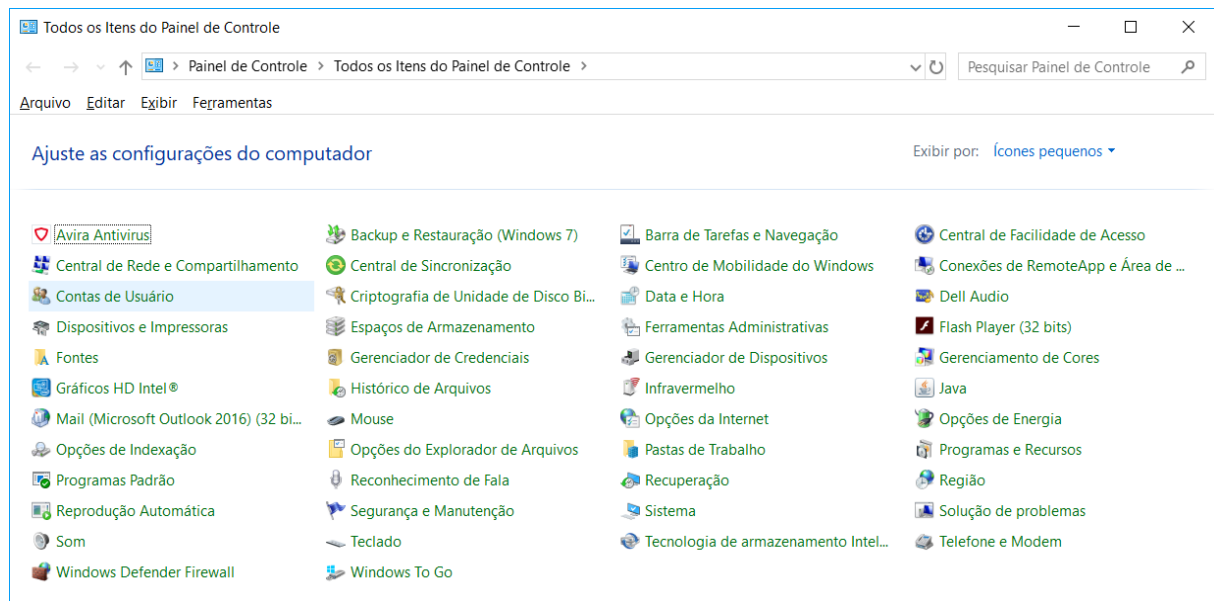 Todos os Itens do Painel de Controle
Painel de Controle > Todos os Itens do Painel de Controle >
Pesquisar Painel de Controle
Arquivo Editar Exibir Ferramentas
Ajuste as configurações do computador
Exibir por: Ícones pequenos
Avira Antivirus Backup e Restauração (Windows 7) Barra de Tarefas e Navegação Central de Facilidade de Acesso
Central de Rede e Compartilhamento Central de Sincronização Centro de Mobilidade do Windows Conexões de RemoteApp e Área de ...
Contas de Usuário Criptografia de Unidade de Disco Bi... Data e Hora Dell Audio
Dispositivos e Impressoras Espaços de Armazenamento Ferramentas Administrativas Flash Player (32 bits)
Fontes Gerenciador de Credenciais Gerenciador de Dispositivos Gerenciamento de Cores
Gráficos HD Intel® Histórico de Arquivos Infravermelho Java
Mail (Microsoft Outlook 2016) (32 bi... Mouse Opções da Internet Opções de Energia
Opções de Indexação Opções do Explorador de Arquivos Pastas de Trabalho Programas e Recursos
Programas Padrão Reconhecimento de Fala Recuperação Região
Reprodução Automática Segurança e Manutenção Sistema Solução de problemas
Som Teclado Tecnologia de armazenamento Intel... Telefone e Modem
Windows Defender Firewall Windows To Go